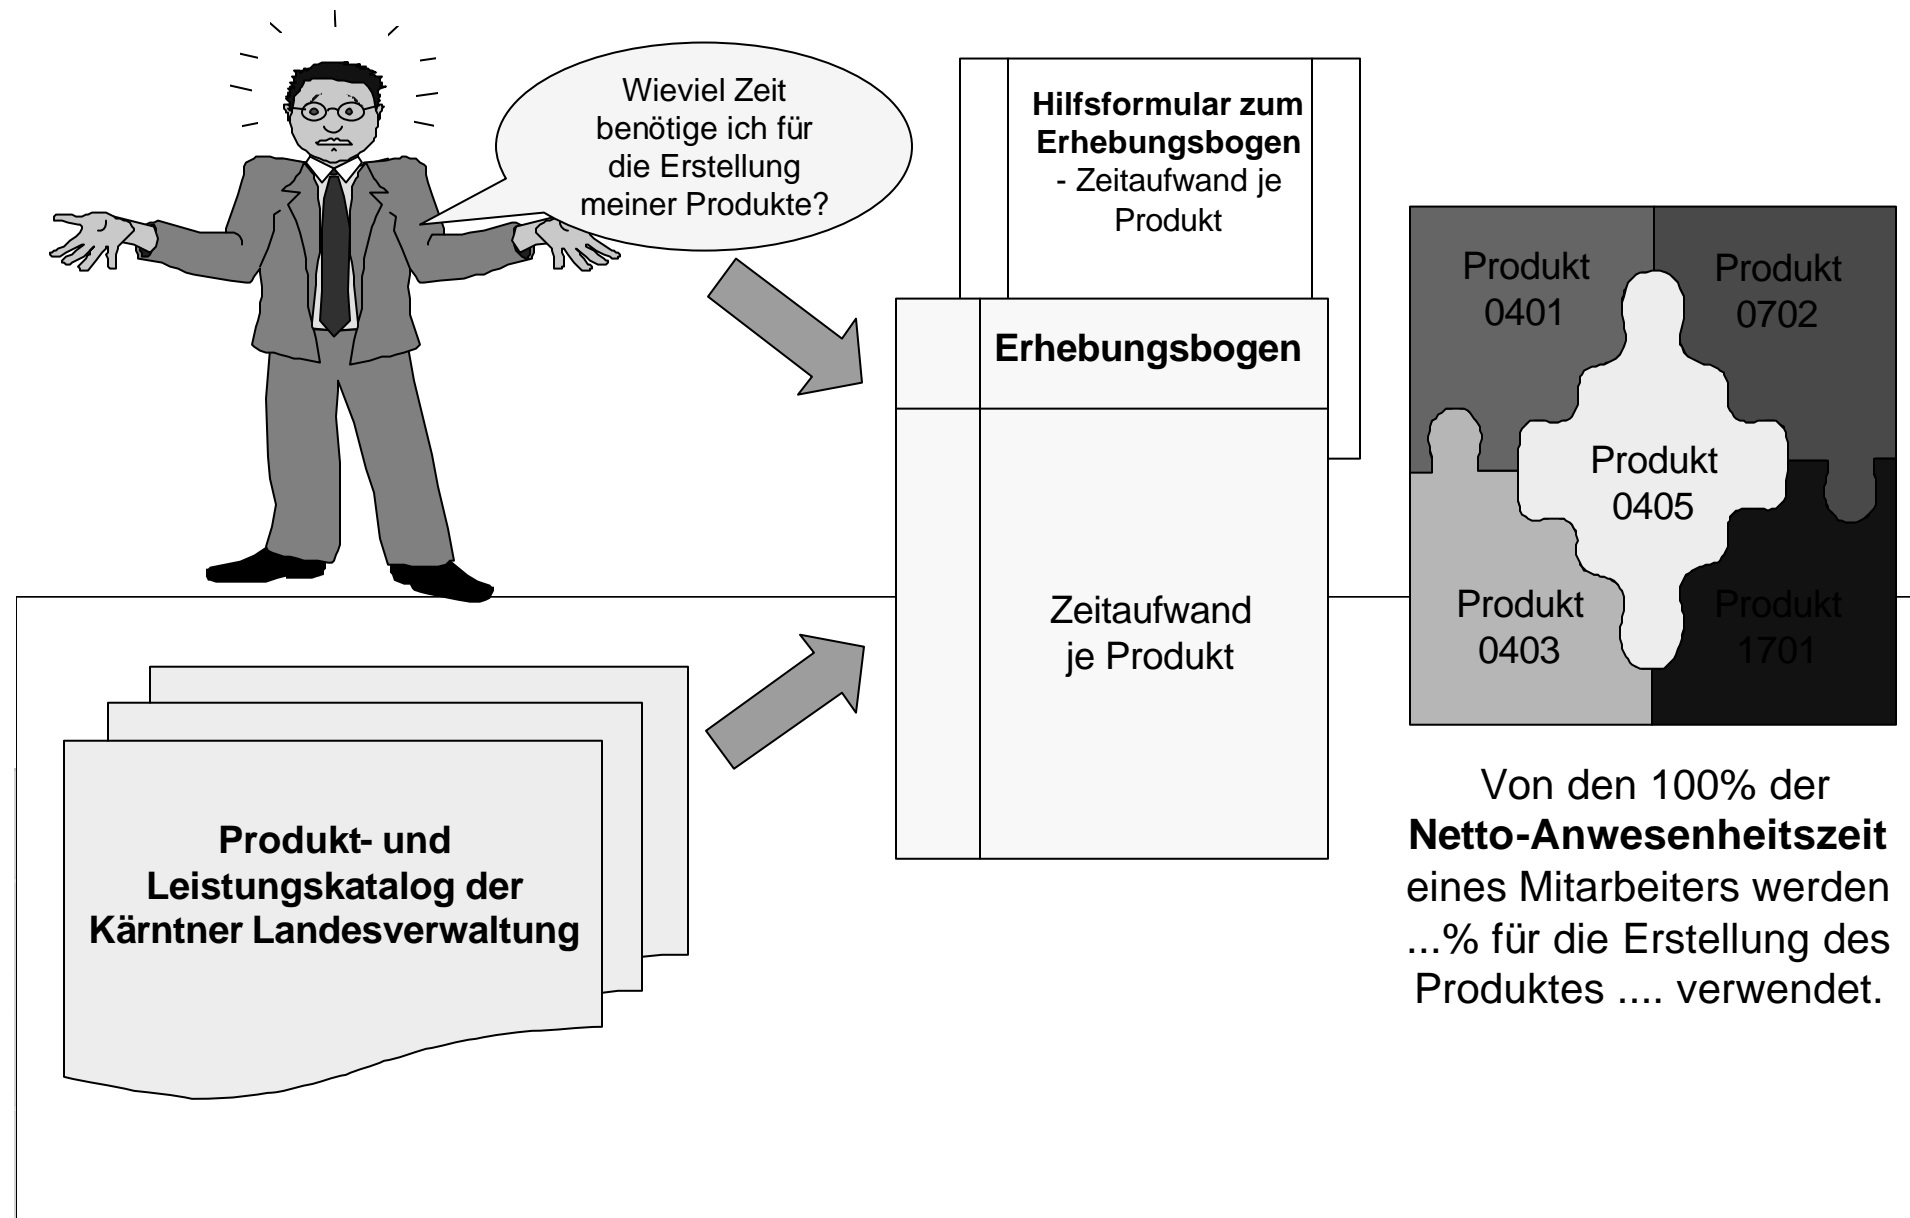 Wieviel Zeit
benötige ich für
die Erstellung
meiner Produkte?
Hilfsformular zum
Erhebungsbogen
- Zeitaufwand je
Produkt
Erhebungsbogen
Zeitaufwand
je Produkt
Produkt
0401
Produkt
0702
Produkt
0405
Produkt
0403
Produkt
1701
Produkt- und
Leistungskatalog der
Kärntner Landesverwaltung
Von den 100% der
Netto-Anwesenheitszeit
eines Mitarbeiters werden
...% für die Erstellung des
Produktes .... verwendet.